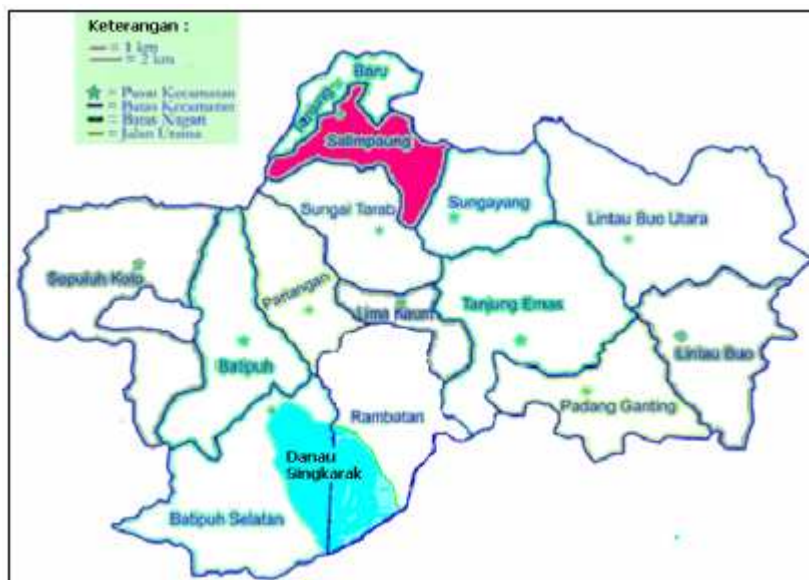 Keterangan :
= 1 km
= 2 km
= Pusat Kecamatan
= Batas Kecamatan
= Batas Nagari
= Jalan Utama
Baru
Tanjung
Salimpaung
Sungai Tarab
Sungayang
Lintau Buo Utara
Sepuluh Koto
Pariangan
Lima Kaum
Tanjung Emas
Batipuh
Lintau Buo
Rambatan
Padang Ganting
Danau
Singkarak
Batipuh Selatan